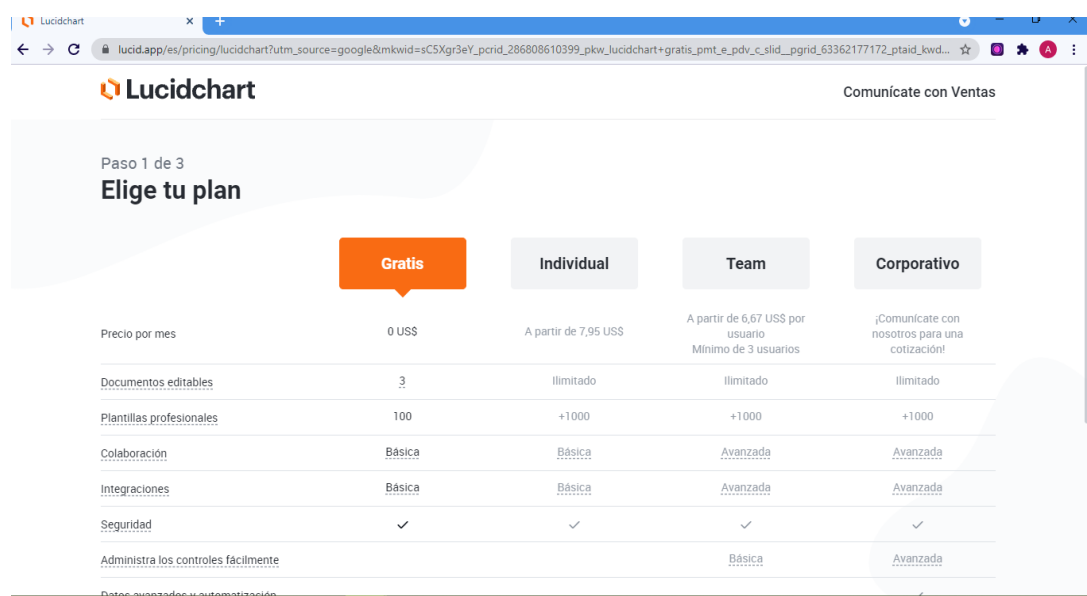 Lucidchart
lucid.app/es/pricing/lucidchart?utm_source=google&mkwid=sC5Xgr3eY_pcrid_286808610399_pkw_lucidchart+gratis_pmt_e_pdv_c_slid__pgrid_63362177172_ptaid_kwd...
A
Lucidchart
Comunícate con Ventas
Paso 1 de 3
Elige tu plan
Gratis Individual Team Corporativo
Precio por mes 0 US$ A partir de 7,95 US$ A partir de 6,67 US$ por usuario Mínimo de 3 usuarios ¡Comunícate con nosotros para una cotización!
Documentos editables 3 Ilimitado Ilimitado Ilimitado
Plantillas profesionales 100 +1000 +1000 +1000
Colaboración Básica Básica Avanzada Avanzada
Integraciones Básica Básica Avanzada Avanzada
Seguridad
Administra los controles fácilmente Básica Avanzada
Datos avanzados y automatización